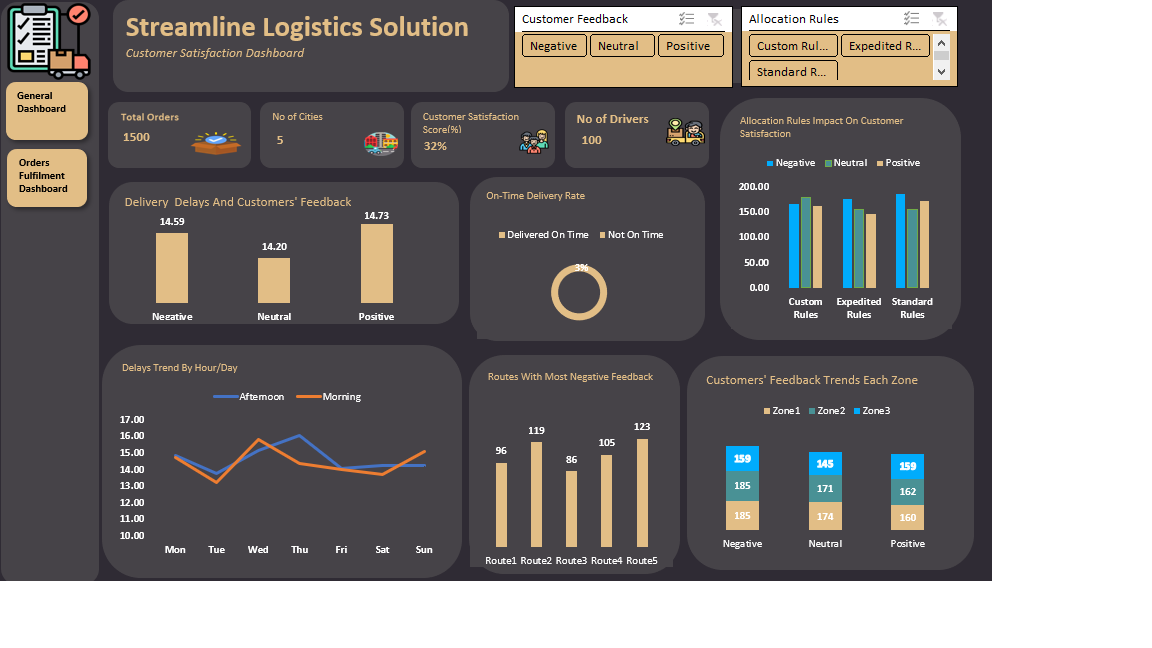 Streamline Logistics Solution
Customer Satisfaction Dashboard
Customer Feedback
Negative
Neutral
Positive
Allocation Rules
Custom Rul...
Expedited R...
Standard R...
General
Dashboard
Orders
Fulfilment
Dashboard
Total Orders
1500
No of Cities
5
Customer Satisfaction
Score(%)
32%
No of Drivers
100
Delivery Delays And Customers' Feedback
14.59
14.20
14.73
Negative
Neutral
Positive
On-Time Delivery Rate
Delivered On Time
Not On Time
3%
Allocation Rules Impact On Customer
Satisfaction
Negative
Neutral
Positive
200.00
150.00
100.00
50.00
0.00
Custom
Rules
Expedited
Rules
Standard
Rules
Delays Trend By Hour/Day
Afternoon
Morning
17.00
16.00
15.00
14.00
13.00
12.00
11.00
10.00
Mon
Tue
Wed
Thu
Fri
Sat
Sun
Routes With Most Negative Feedback
96
119
86
105
123
Route1
Route2
Route3
Route4
Route5
Customers' Feedback Trends Each Zone
Zone1
Zone2
Zone3
159
145
159
185
171
162
185
174
160
Negative
Neutral
Positive